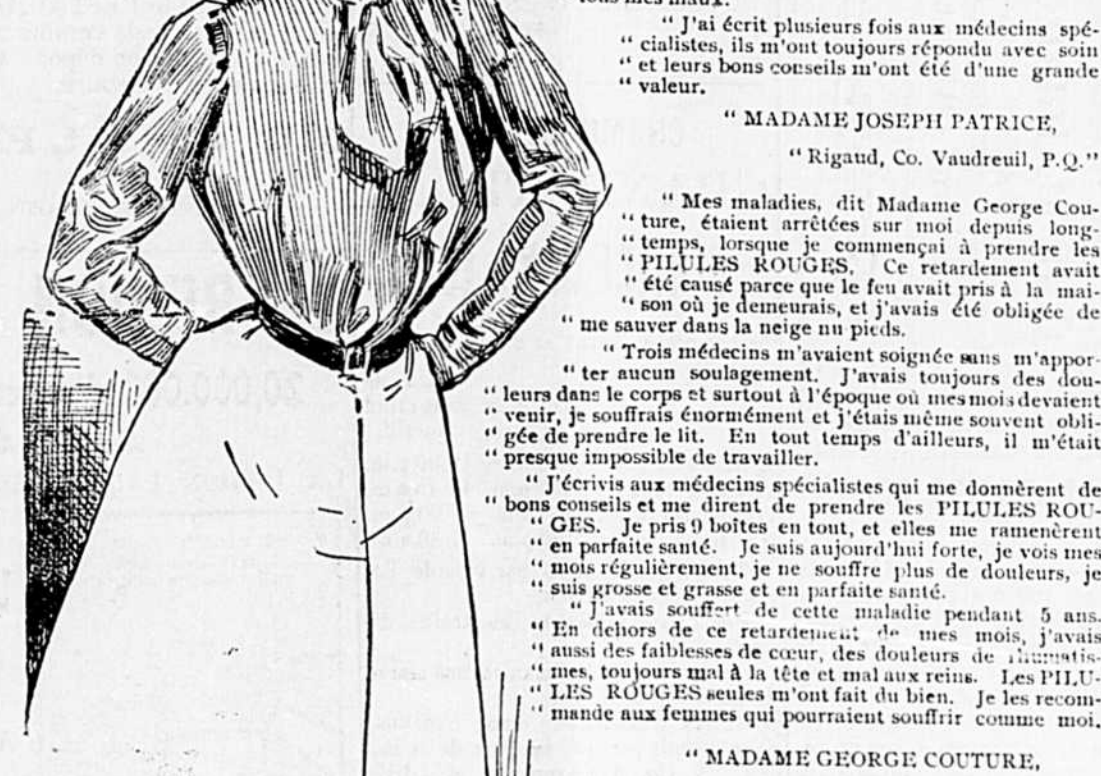 tous mes maux.
“ J'ai écrit plusieurs fois aux médecins spé-
“ cialistes, ils m'ont toujours répondu avec soin
“ et leurs bons conseils m'ont été d'une grande
“ valeur.
“ MADAME JOSEPH PATRICE,
“ Rigaud, Co. Vaudreuil, P.Q.”
“ Mes maladies, dit Madame George Cou-
“ ture, étaient arrêtées sur moi depuis long-
“ temps, lorsque je commençai à prendre les
“ PILULES ROUGES. Ce retardement avait
“ été causé parce que le feu avait pris à la mai-
“ son où je demeurais, et j'avais été obligée de
“ me sauver dans la neige nu pieds.
“ Trois médecins m'avaient soignée sans m'appor-
“ ter aucun soulagement. J'avais toujours des dou-
“ leurs dans le corps et surtout à l'époque où mes mois devaient
“ venir, je souffrais énormément et j'étais même souvent obli-
“ gée de prendre le lit. En tout temps d'ailleurs, il m'était
“ presque impossible de travailler.
“ J'écrivis aux médecins spécialistes qui me donnèrent de
“ bons conseils et me dirent de prendre les PILULES ROU-
“ GES. Je pris 9 boîtes en tout, et elles me ramenèrent
“ en parfaite santé. Je suis aujourd'hui forte, je vois mes
“ mois régulièrement, je ne souffre plus de douleurs, je
“ suis grosse et grasse et en parfaite santé.
“ J'avais souffert de cette maladie pendant 5 ans.
“ En dehors de ce retardement de mes mois, j'avais
“ aussi des faiblesses de cœur, des douleurs de rhumatis-
“ mes, toujours mal à la tête et mal aux reins. Les PILU-
“ LES ROUGES seules m'ont fait du bien. Je les recom-
“ mande aux femmes qui pourraient souffrir comme moi.
“ MADAME GEORGE COUTURE,